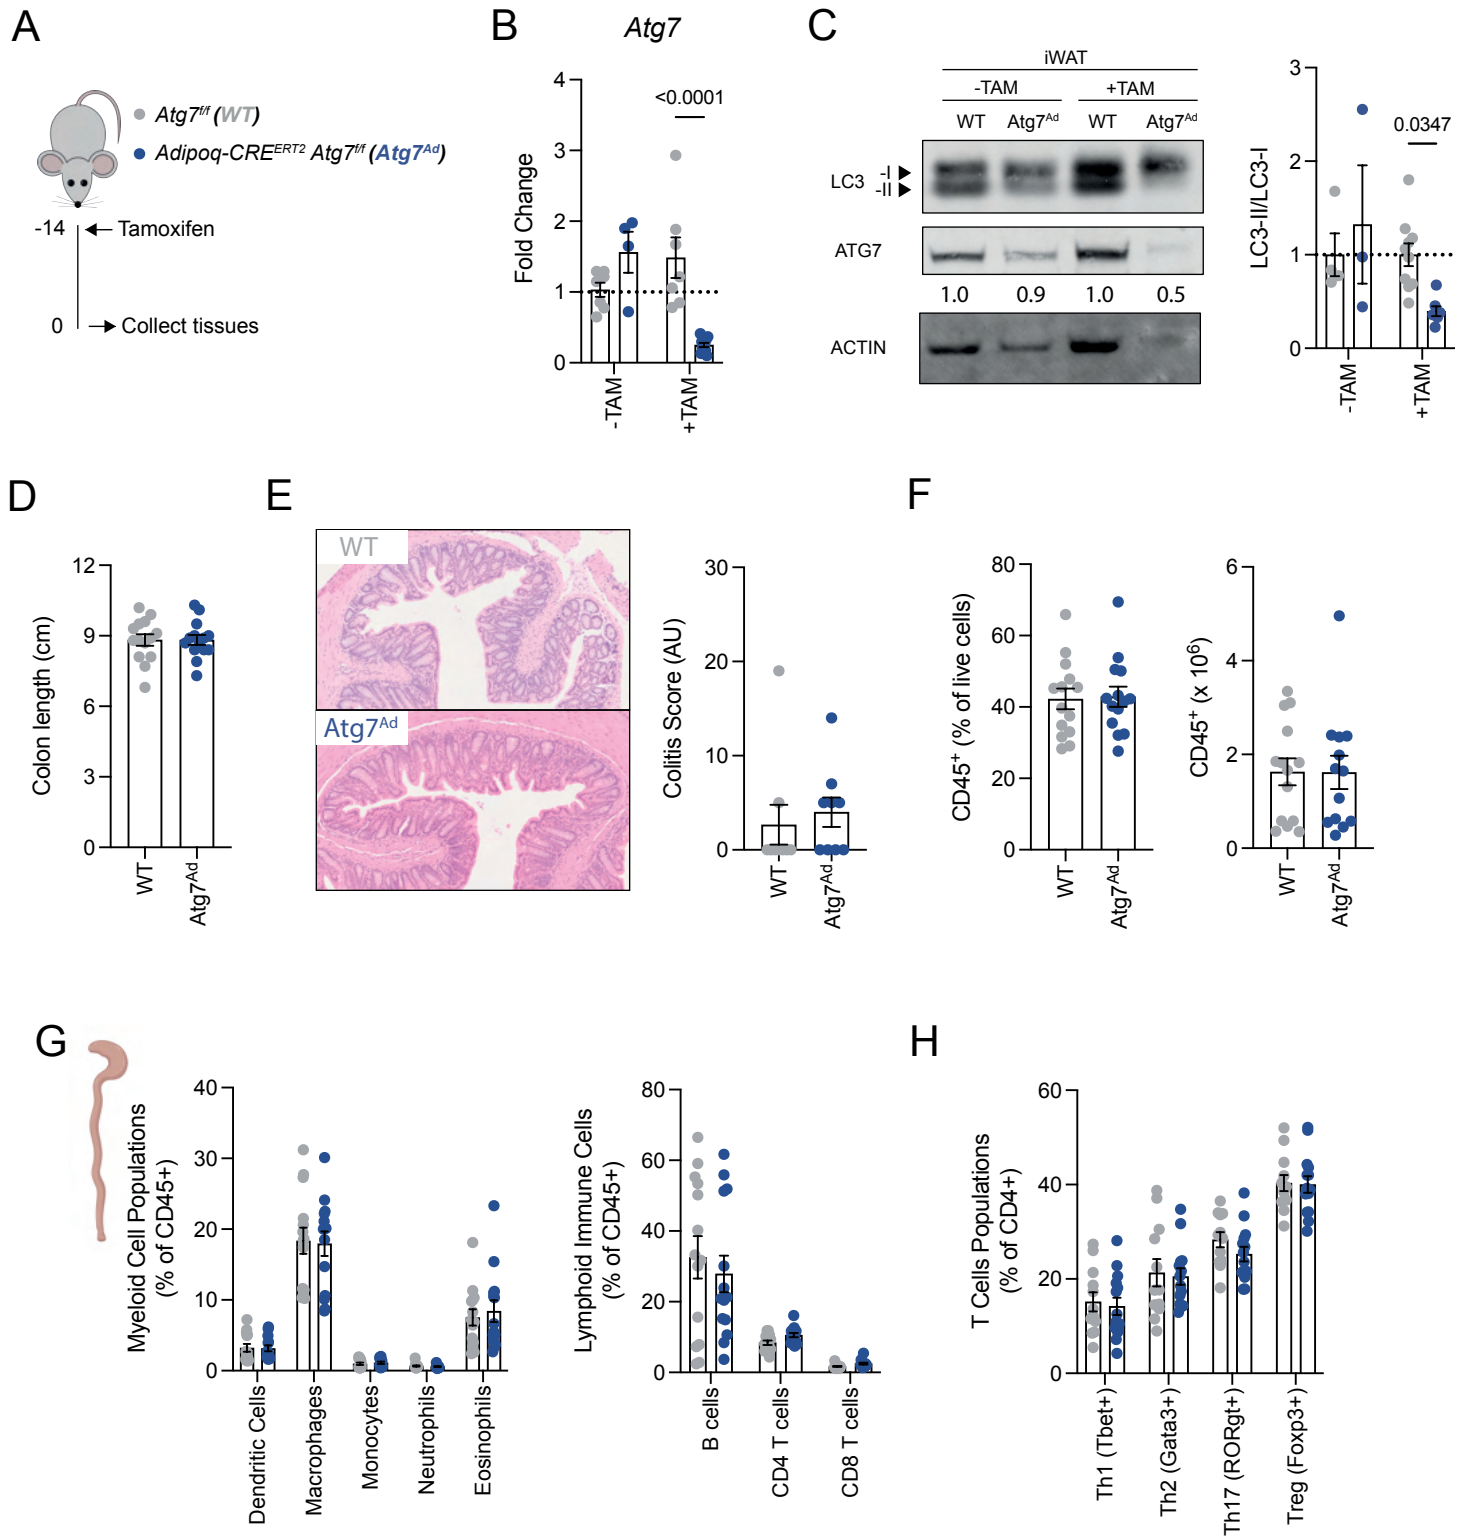 A
Atg7f/f (WT)
Adipoq-CREERT2 Atg7f/f (Atg7Ad)
-14
Tamoxifen
0
Collect tissues
B
Atg7
Fold Change
4
3
2
1
0
<0.0001
-TAM
+TAM
C
iWAT
-TAM
+TAM
WT
Atg7Ad
WT
Atg7Ad
LC3
-I
-II
ATG7
1.0
0.9
1.0
0.5
ACTIN
LC3-II/LC3-I
3
2
1
0
0.0347
-TAM
+TAM
D
Colon length (cm)
12
9
6
3
0
WT
Atg7Ad
E
WT
Atg7Ad
Colitis Score (AU)
30
20
10
0
WT
Atg7Ad
F
CD45+ (% of live cells)
80
60
40
20
0
WT
Atg7Ad
CD45+ (x 106)
6
4
2
0
WT
Atg7Ad
G
Myeloid Cell Populations
(% of CD45+)
40
30
20
10
0
Dendritic Cells
Macrophages
Monocytes
Neutrophils
Eosinophils
Lymphoid Immune Cells
(% of CD45+)
80
60
40
20
0
B cells
CD4 T cells
CD8 T cells
H
T Cells Populations
(% of CD4+)
60
40
20
0
Th1 (Tbet+)
Th2 (Gata3+)
Th17 (RORgt+)
Treg (Foxp3+)